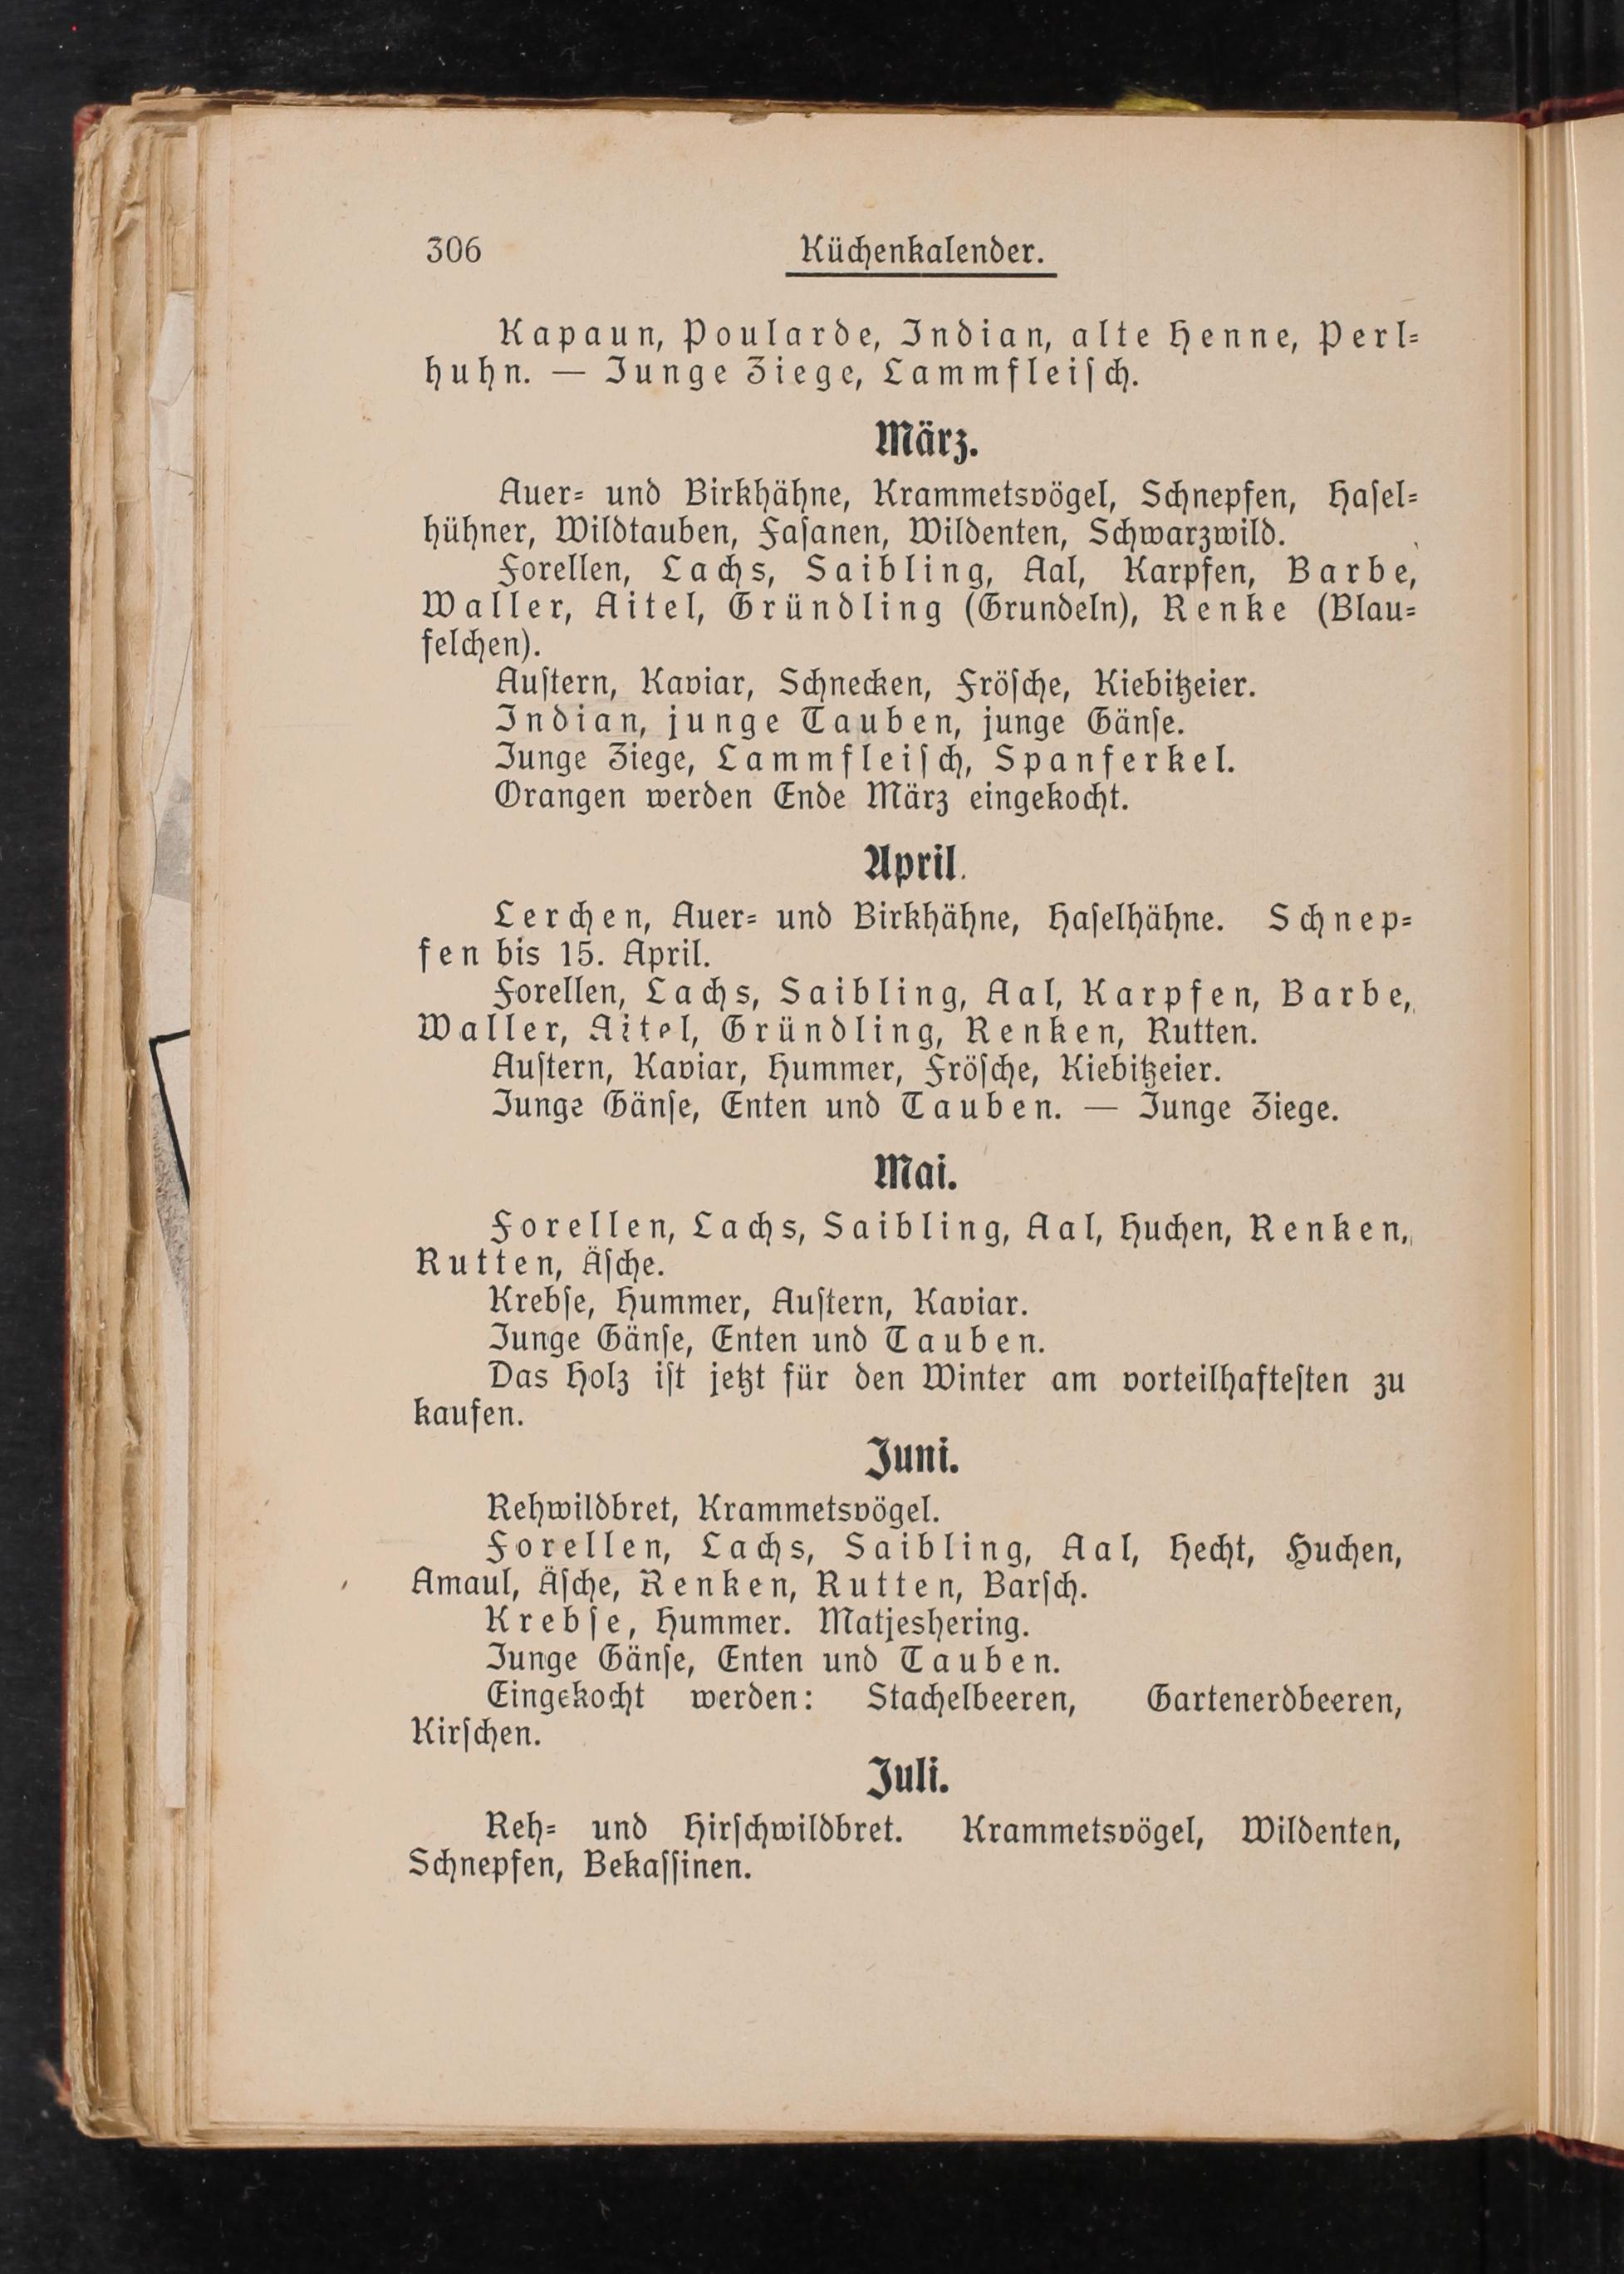 306
Küchenkalender.
Kapaun, Poularde, Indian, alte Henne, Perl=
huhn. — Junge Ziege, Lammfleiſch.
März.
Auer= und Birkhähne, Krammetsvögel, Schnepfen, Haſel=
hühner, Wildtauben, Faſanen, Wildenten, Schwarzwild.
Forellen, Lachs, Saibling, Aal, Karpfen, Barbe,
Waller, Aitel, Gründling (Grundeln), Renke (Blau=
felchen).
Auſtern, Kaviar, Schnecken, Fröſche, Kiebitzeier.
Indian, junge Tauben, junge Gänſe.
Junge Ziege, Lammfleiſch, Spanferkel.
Orangen werden Ende März eingekocht.
April.
Lerchen, Auer= und Birkhähne, Haſelhähne. Schnep=
fen bis 15. April.
Forellen, Lachs, Saibling, Aal, Karpfen, Barbe,
Waller, Aitel, Gründling, Renken, Rutten.
Auſtern, Kaviar, Hummer, Fröſche, Kiebitzeier.
Junge Gänſe, Enten und Tauben. — Junge Ziege.
Mai.
Forellen, Lachs, Saibling, Aal, Huchen, Renken,
Rutten, Äſche.
Krebſe, Hummer, Auſtern, Kaviar.
Junge Gänſe, Enten und Tauben.
Das Holz iſt jetzt für den Winter am vorteilhafteſten zu
kaufen.
Juni.
Rehwildbret, Krammetsvögel.
Forellen, Lachs, Saibling, Aal, Hecht, Huchen,
Amaul, Äſche, Renken, Rutten, Barſch.
Krebſe, Hummer. Matjeshering.
Junge Gänſe, Enten und Tauben.
Eingekocht werden: Stachelbeeren, Gartenerdbeeren,
Kirſchen.
Juli.
Reh= und Hirſchwildbret. Krammetsvögel, Wildenten,
Schnepfen, Bekaſſinen.